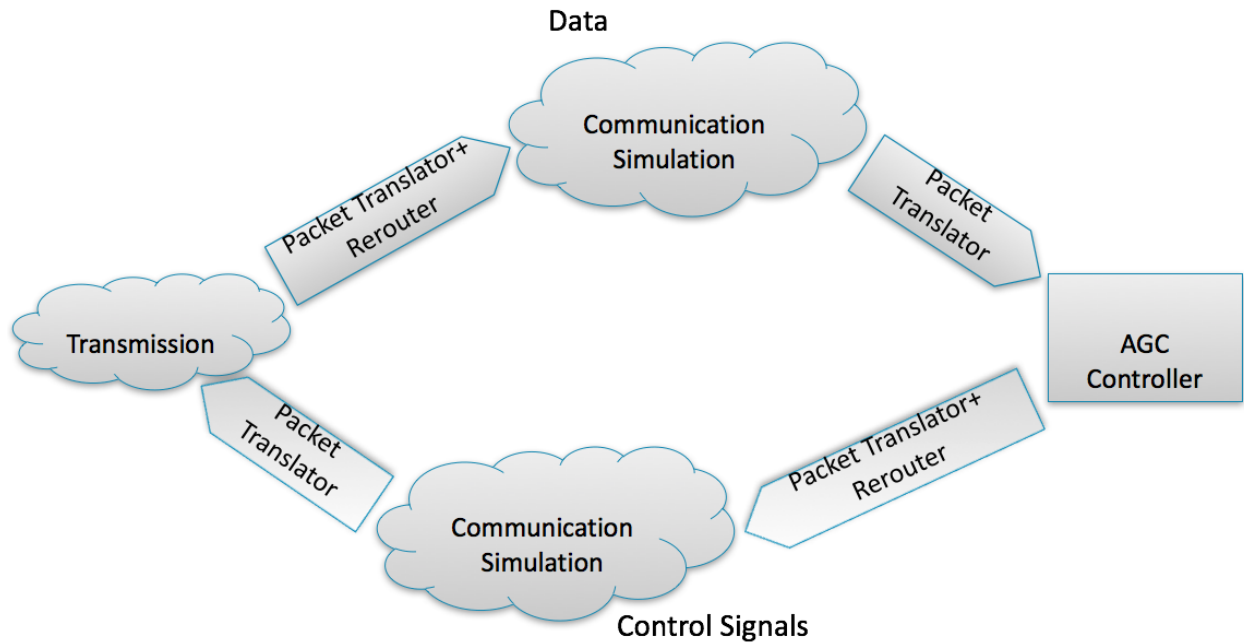 Data
Communication
Simulation
Packet Translator+
Rerouter
Packet
Translator
Transmission
AGC
Controller
Packet
Translator
Packet Translator+
Rerouter
Communication
Simulation
Control Signals